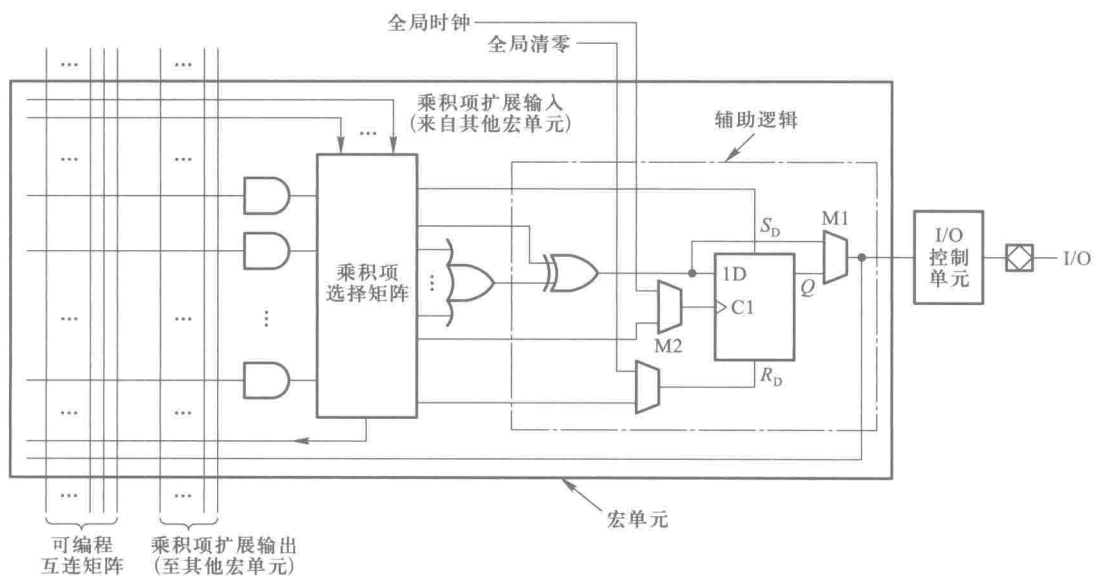 全局时钟
全局清零
...
...
乘积项扩展输入
(来自其他宏单元)
...
辅助逻辑
...
...
S_D
M1
I/O
控制
单元
I/O
乘积项
选择矩阵
...
1D
Q
C1
M2
...
...
...
R_D
...
...
...
...
宏单元
可编程
互连矩阵
乘积项扩展输出
(至其他宏单元)